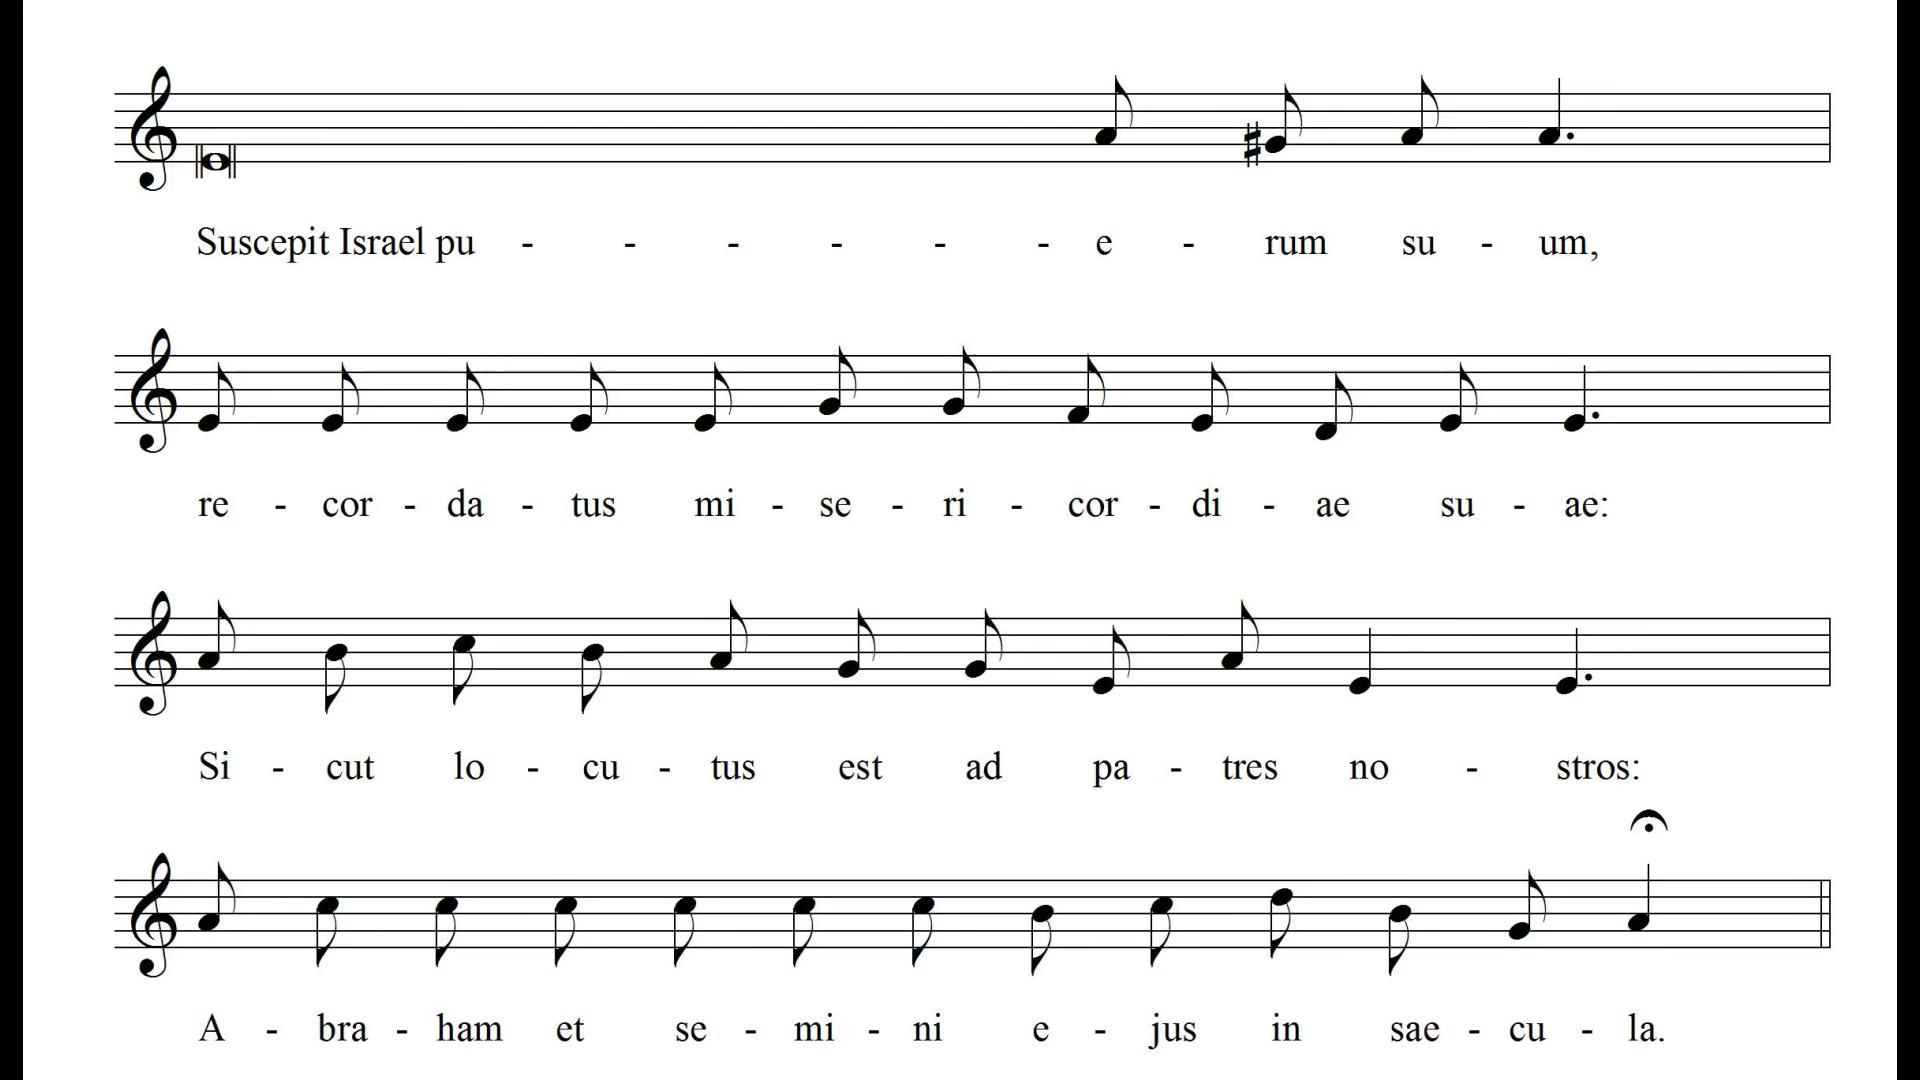 Suscepit Israel pu - - - - - - e - rum su - um,
re - cor - da - tus mi - se - ri - cor - di - ae su - ae:
Si - cut lo - cu - tus est ad pa - tres no - stros:
A - bra - ham et se - mi - ni e - jus in sae - cu - la.